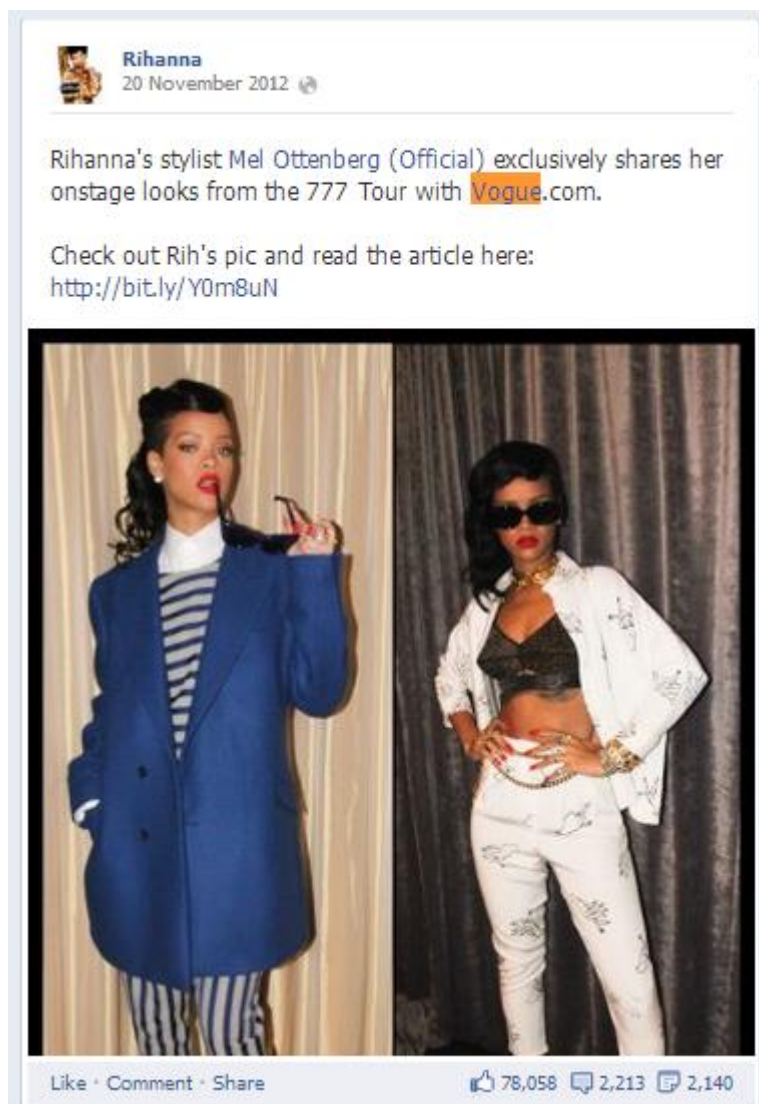 Rihanna
20 November 2012
Rihanna's stylist Mel Ottenberg (Official) exclusively shares her
onstage looks from the 777 Tour with Vogue.com.
Check out Rih's pic and read the article here:
http://bit.ly/Y0m8uN
Like · Comment · Share 78,058 2,213 2,140